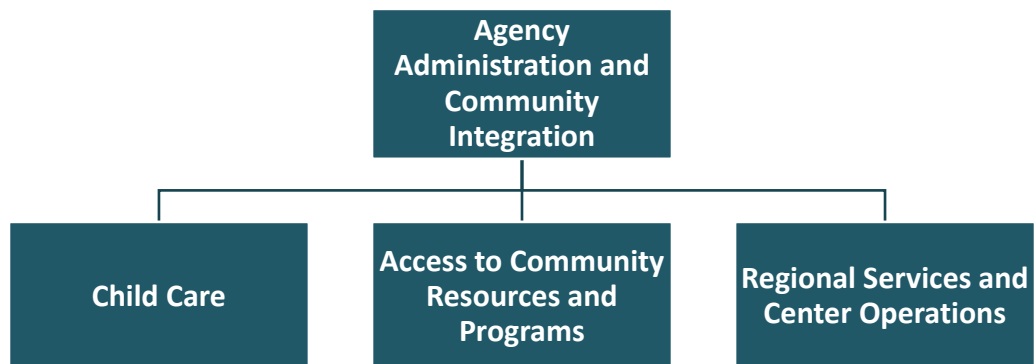 Agency
Administration and
Community
Integration
Child Care
Access to Community
Resources and
Programs
Regional Services and
Center Operations